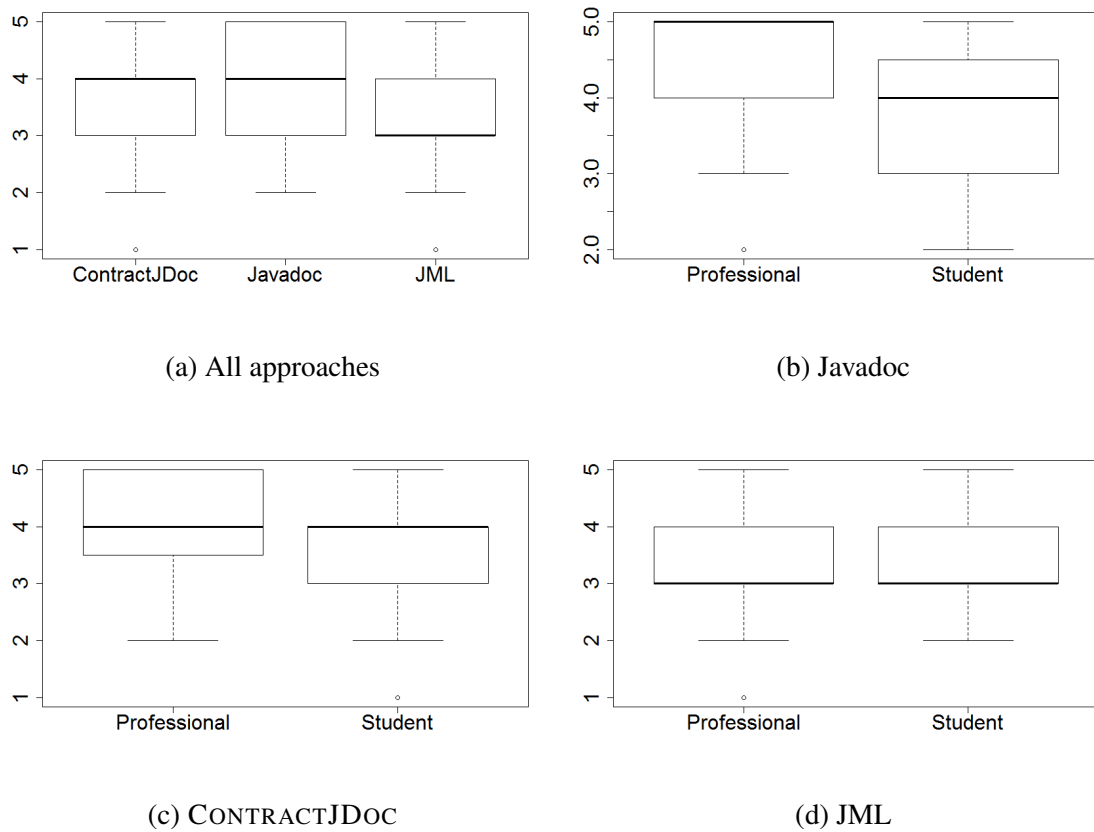 5
4
3
2
1
ContractJDoc Javadoc JML
(a) All approaches
5.0
4.0
3.0
2.0
Professional Student
(b) Javadoc
5
4
3
2
1
Professional Student
(c) CONTRACTJDOC
5
4
3
2
1
Professional Student
(d) JML